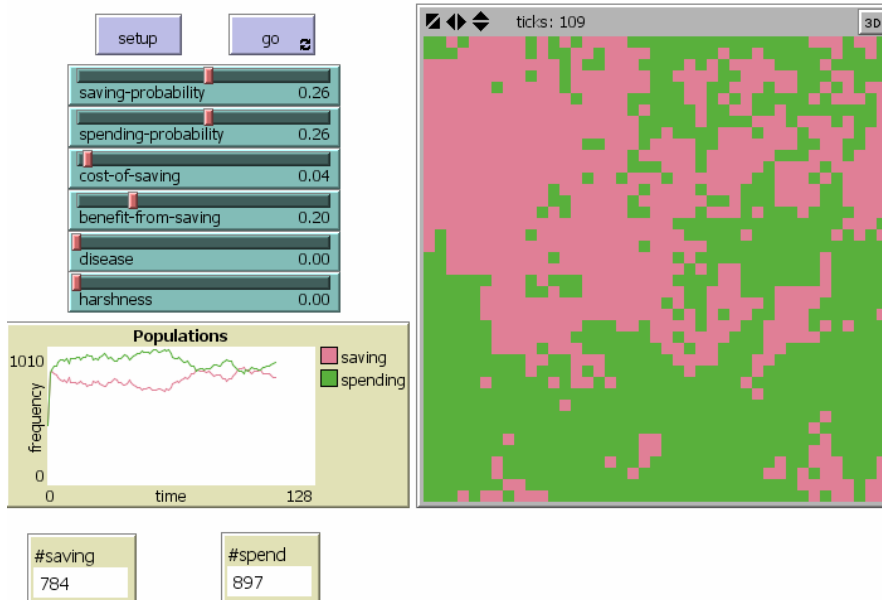 setup
go
saving-probability 0.26
spending-probability 0.26
cost-of-saving 0.04
benefit-from-saving 0.20
disease 0.00
harshness 0.00
ticks: 109
3D
Populations
1010
frequency
0
0 time 128
saving
spending
#saving
784
#spend
897